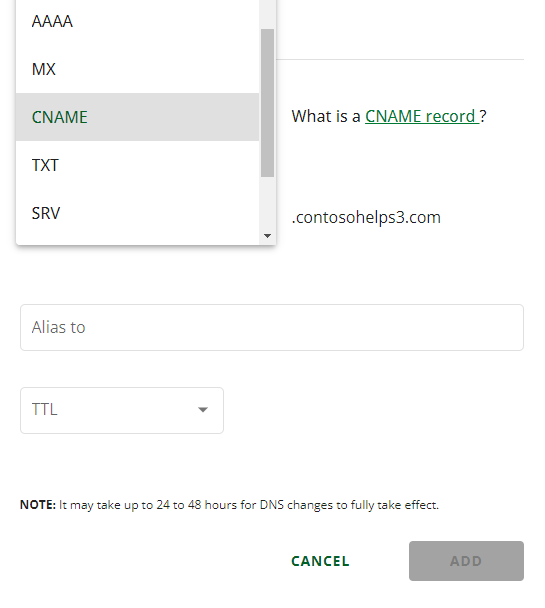 AAAA
MX
CNAME
What is a CNAME record ?
TXT
SRV
.contosohelps3.com
Alias to
TTL
NOTE: It may take up to 24 to 48 hours for DNS changes to fully take effect.
CANCEL
ADD